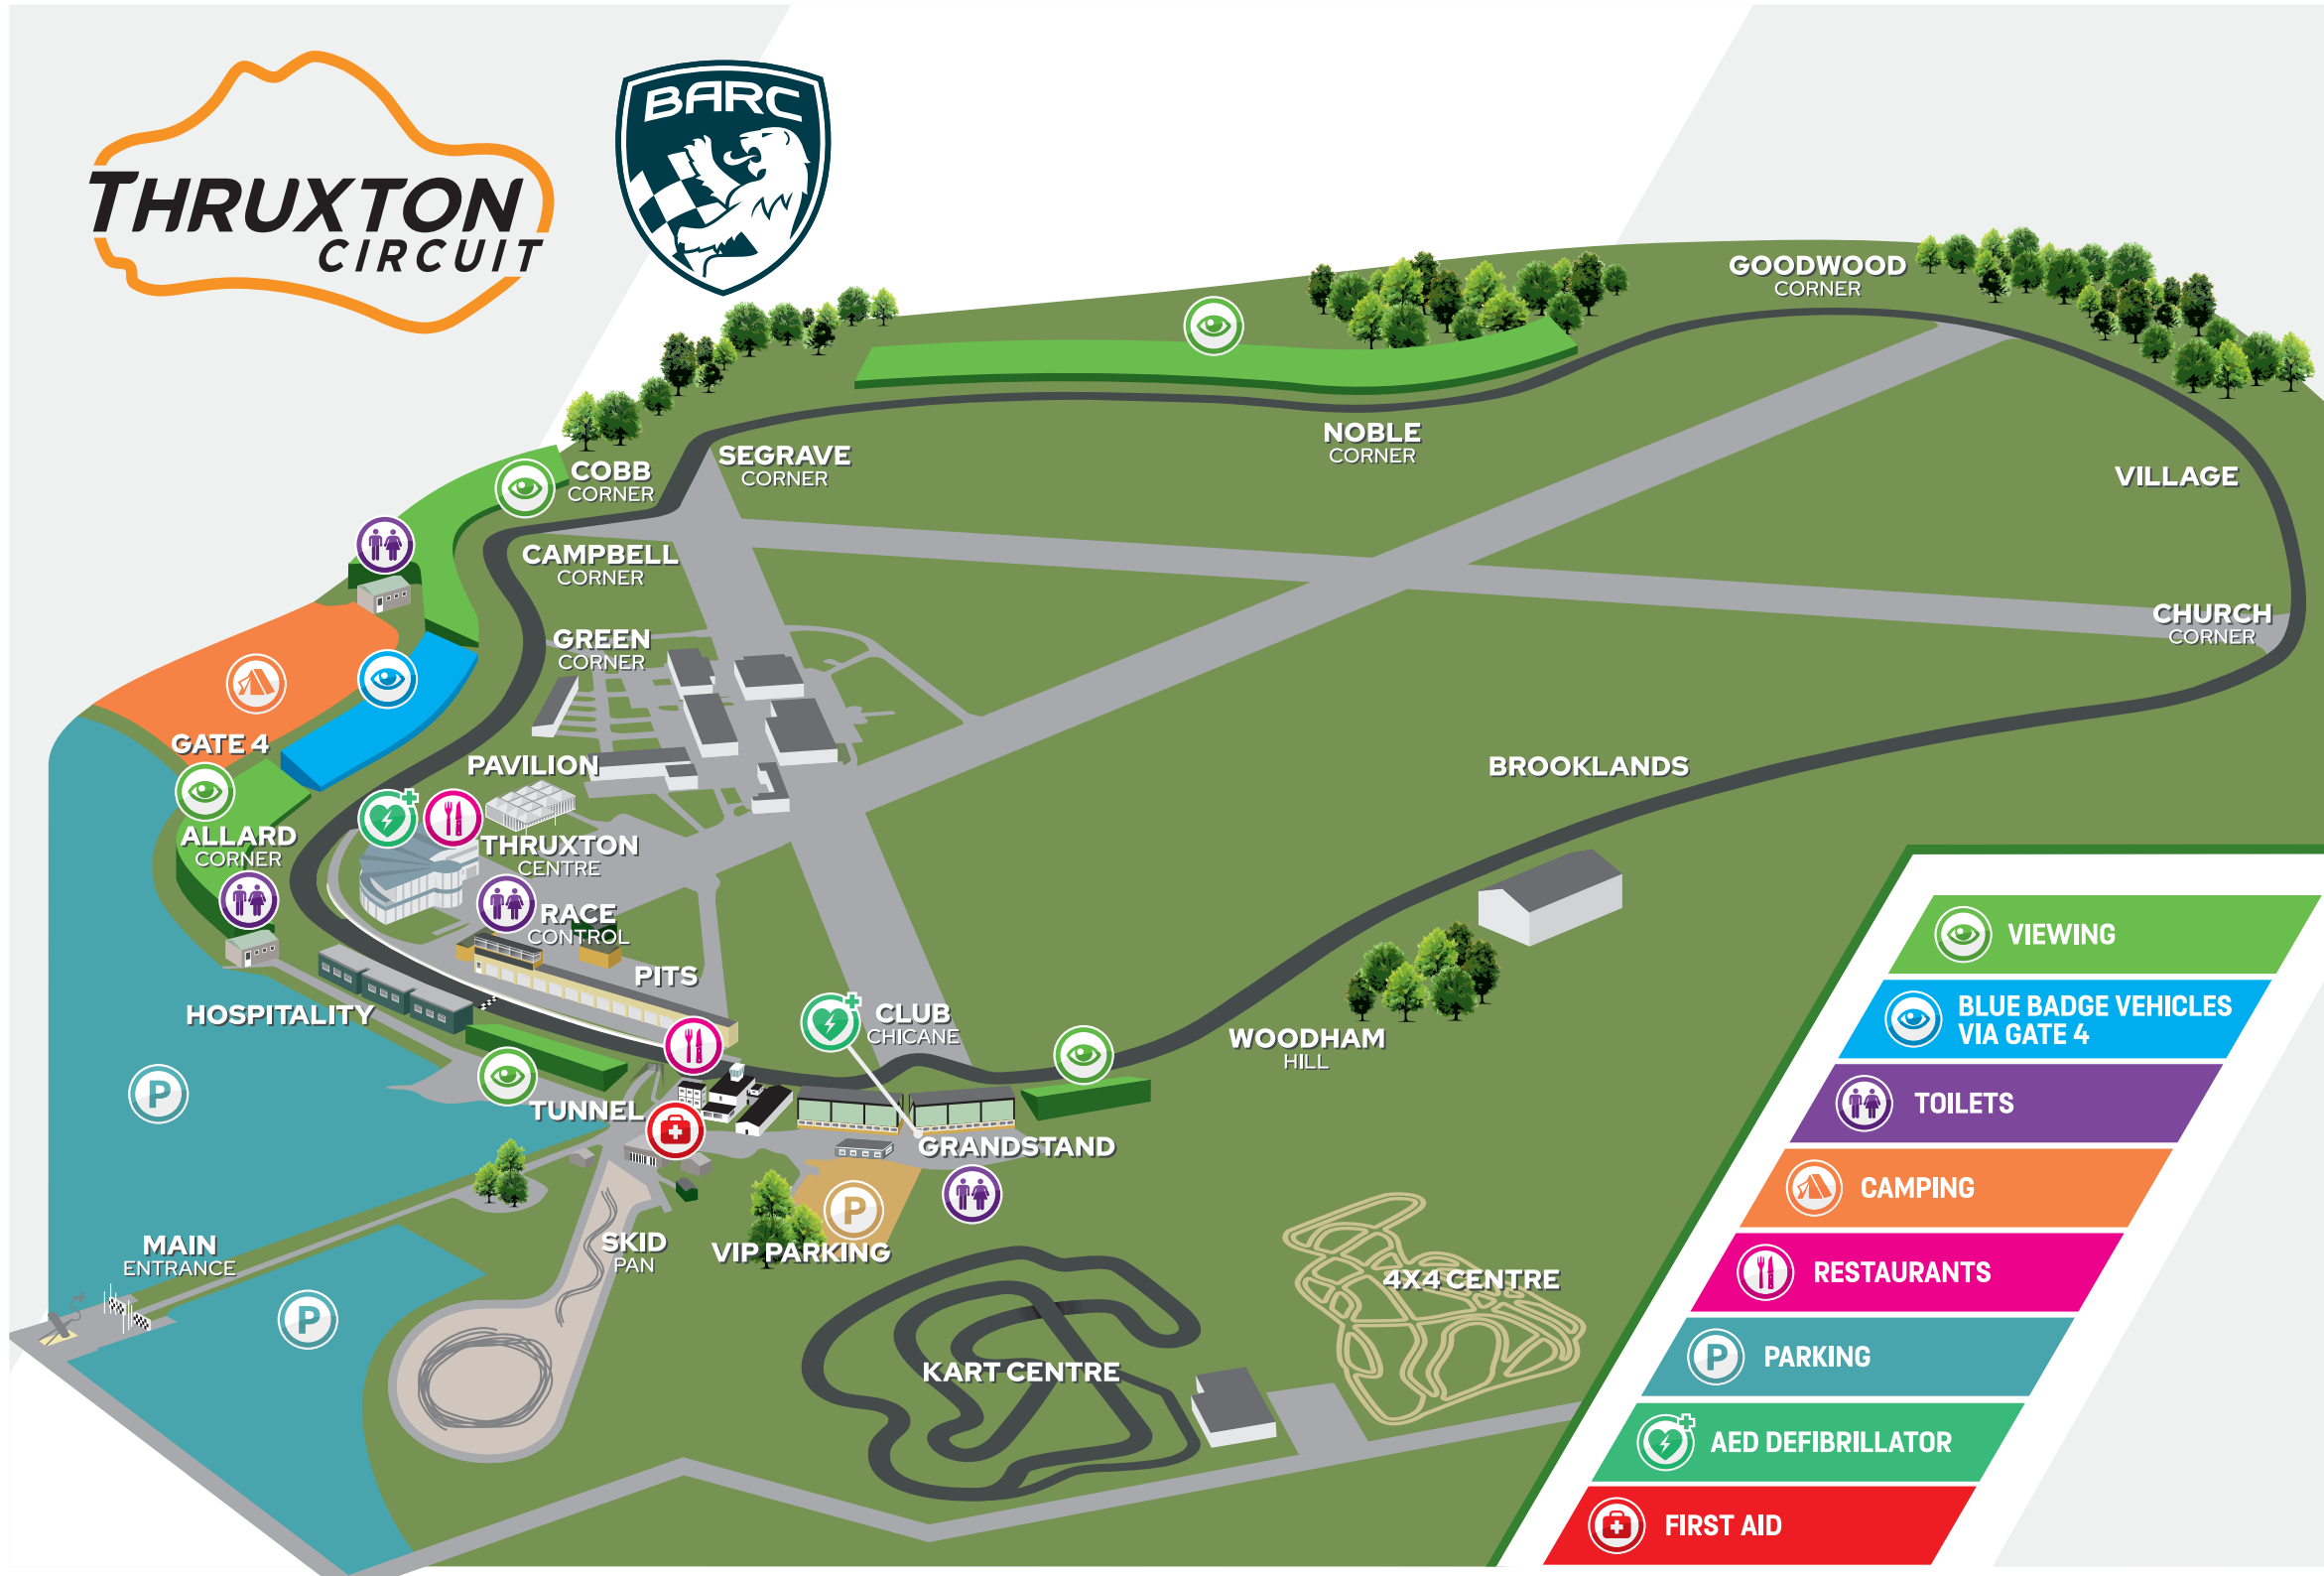 THRUXTON
CIRCUIT
BARC
GOODWOOD
CORNER
NOBLE
CORNER
SEGRAVE
CORNER
COBB
CORNER
VILLAGE
CAMPBELL
CORNER
CHURCH
CORNER
GREEN
CORNER
GATE 4
PAVILION
BROOKLANDS
ALLARD
CORNER
THRUXTON
CENTRE
RACE
CONTROL
PITS
HOSPITALITY
CLUB
CHICANE
WOODHAM
HILL
P
TUNNEL
GRANDSTAND
P
MAIN
ENTRANCE
SKID
PAN
VIP PARKING
P
4X4 CENTRE
KART CENTRE
VIEWING
BLUE BADGE VEHICLES
VIA GATE 4
TOILETS
CAMPING
RESTAURANTS
P PARKING
AED DEFIBRILLATOR
FIRST AID